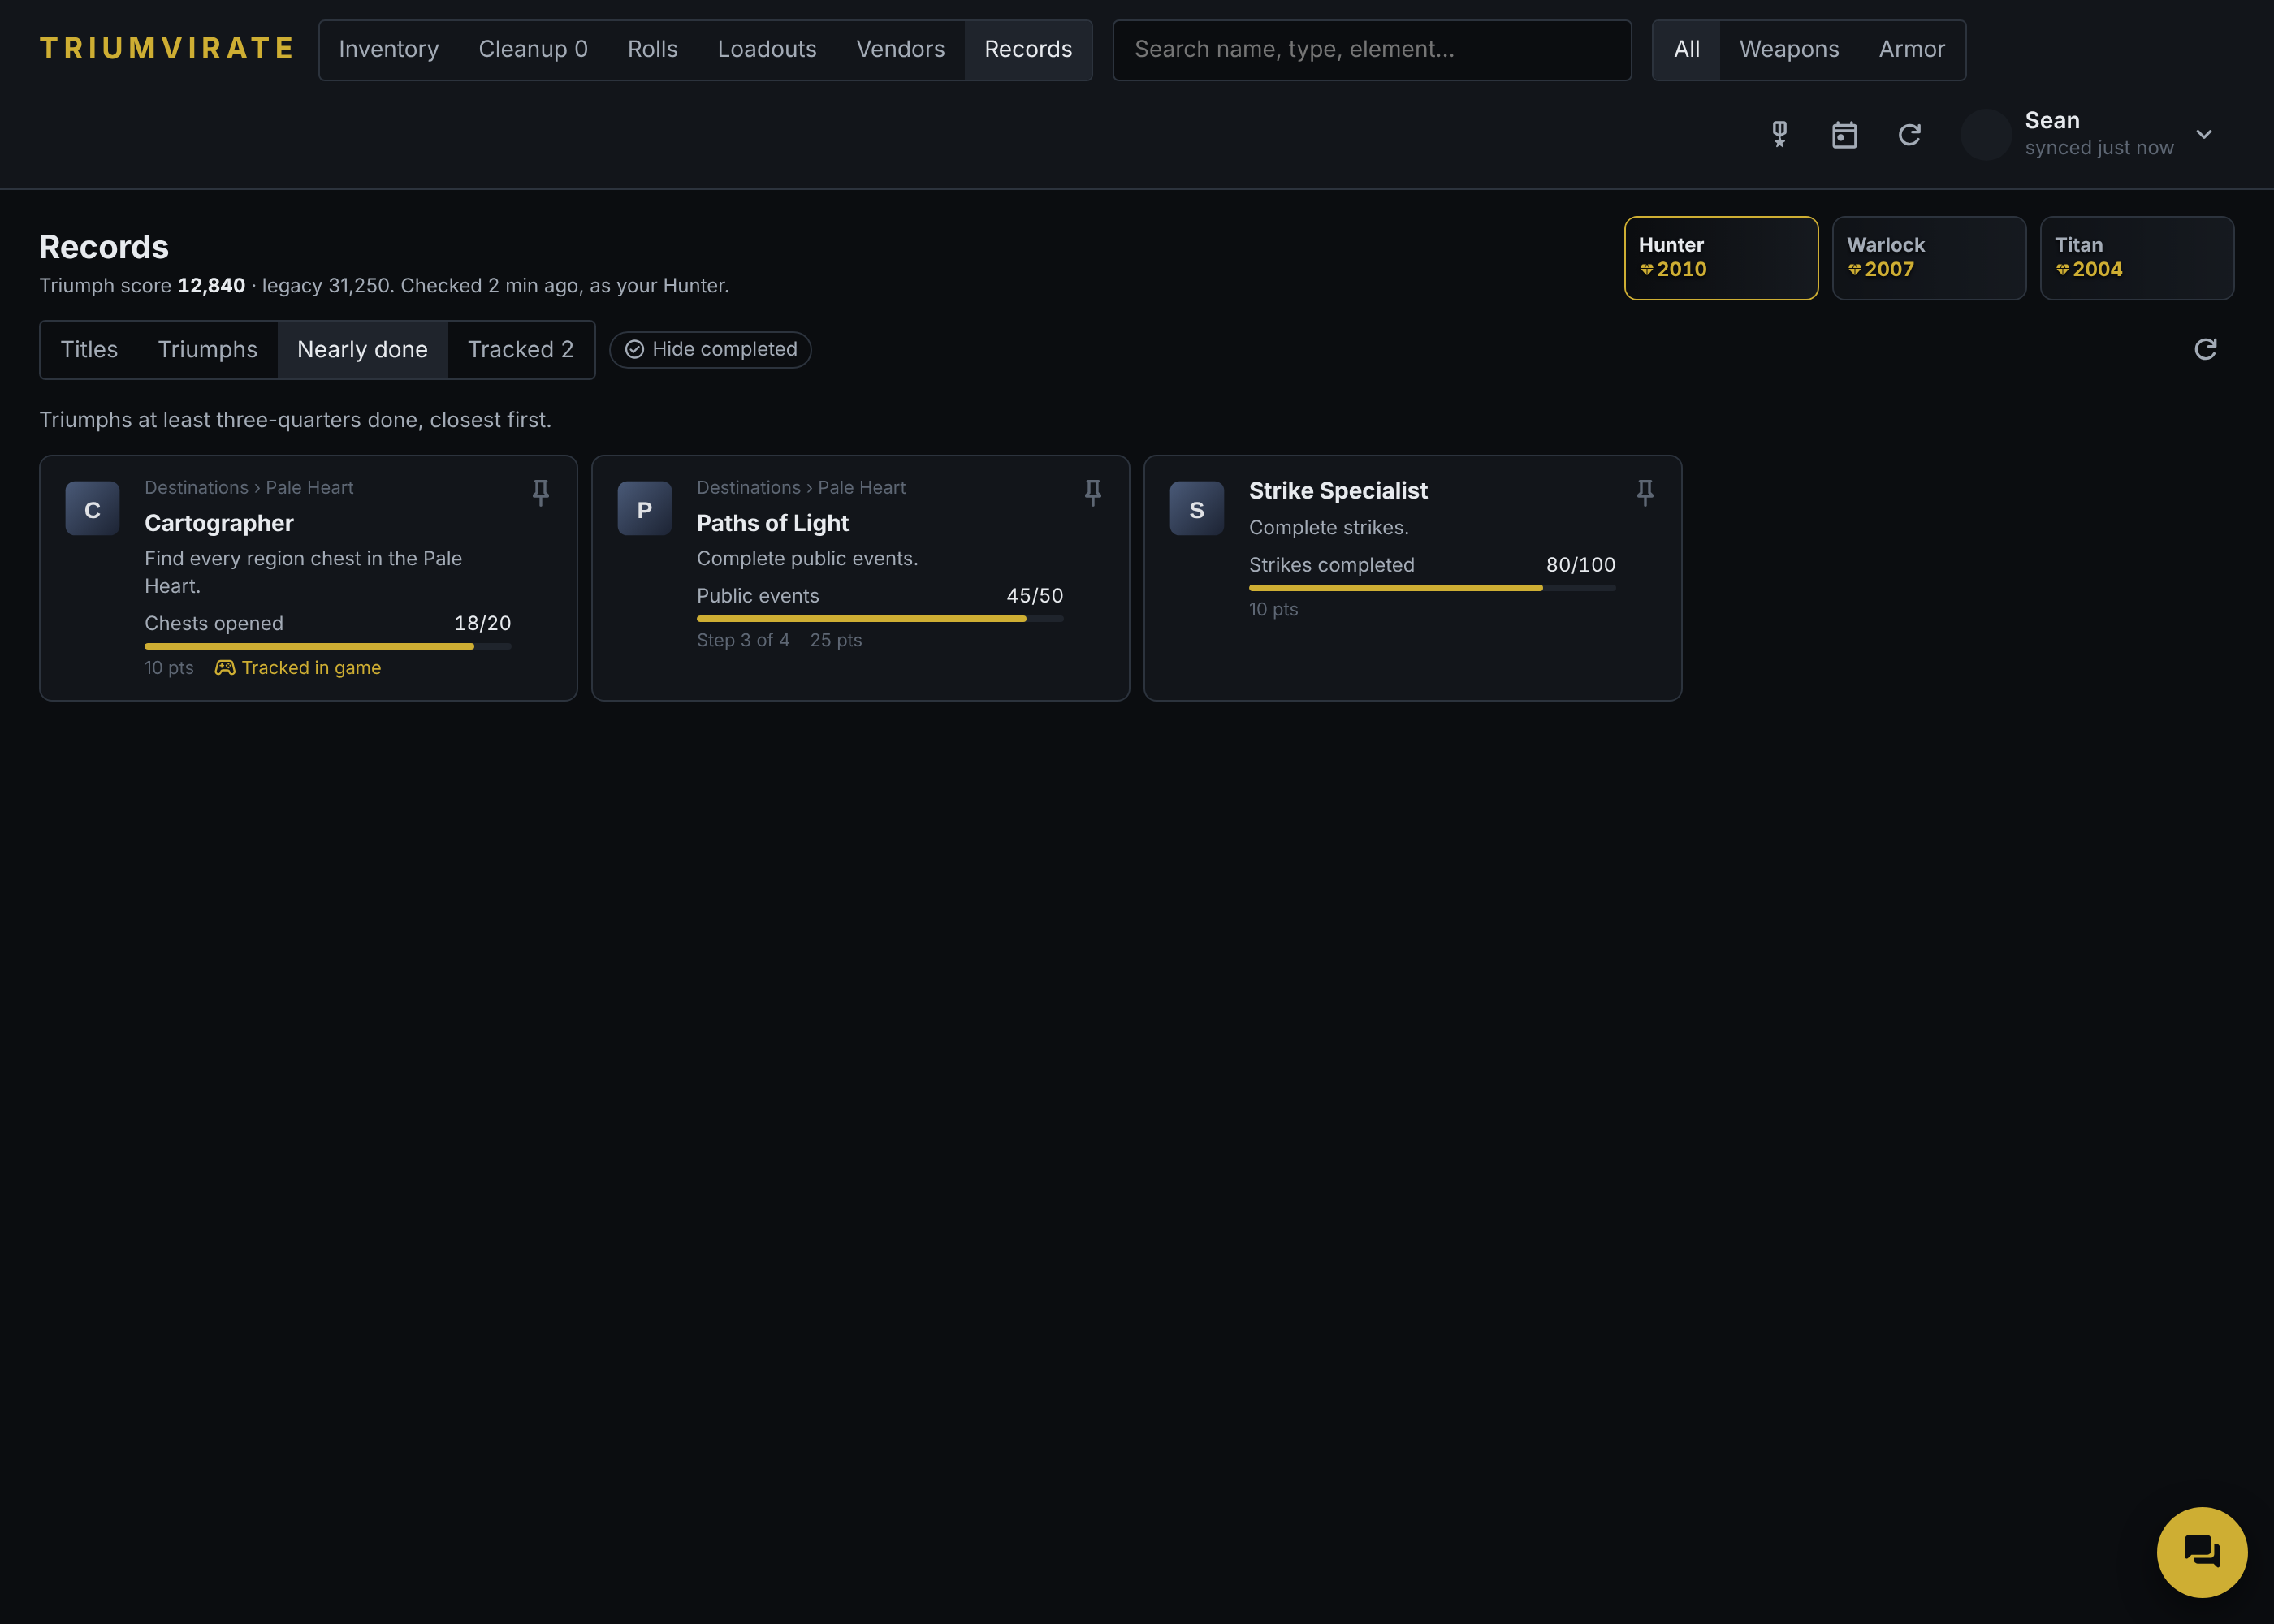 TRIUMVIRATE
Inventory Cleanup 0 Rolls Loadouts Vendors Records
Search name, type, element...
All Weapons Armor
Sean
synced just now
Records
Triumph score 12,840 · legacy 31,250. Checked 2 min ago, as your Hunter.
Hunter
2010
Warlock
2007
Titan
2004
Titles Triumphs Nearly done Tracked 2
Hide completed
Triumphs at least three-quarters done, closest first.
C
Destinations › Pale Heart
Cartographer
Find every region chest in the Pale
Heart.
Chests opened 18/20
10 pts Tracked in game
P
Destinations › Pale Heart
Paths of Light
Complete public events.
Public events 45/50
Step 3 of 4 25 pts
S
Strike Specialist
Complete strikes.
Strikes completed 80/100
10 pts